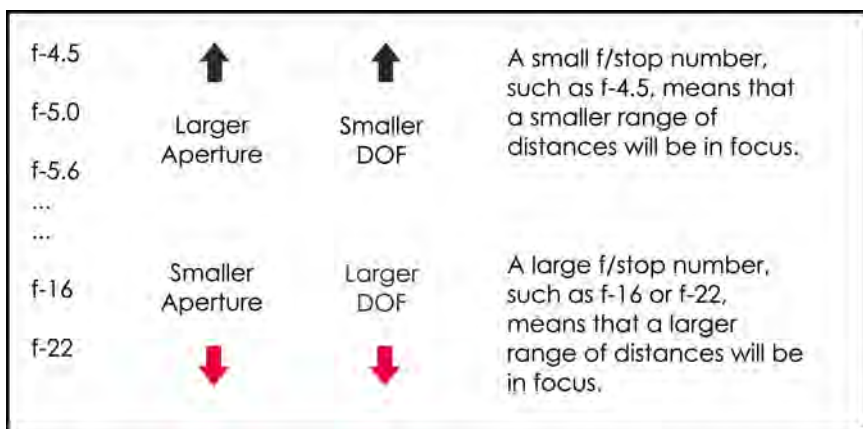 f-4.5
f-5.0
f-5.6
...
...
f-16
f-22
Larger
Aperture
Smaller
DOF
Smaller
Aperture
Larger
DOF
A small f/stop number,
such as f-4.5, means that
a smaller range of
distances will be in focus.
A large f/stop number,
such as f-16 or f-22,
means that a larger
range of distances will be
in focus.